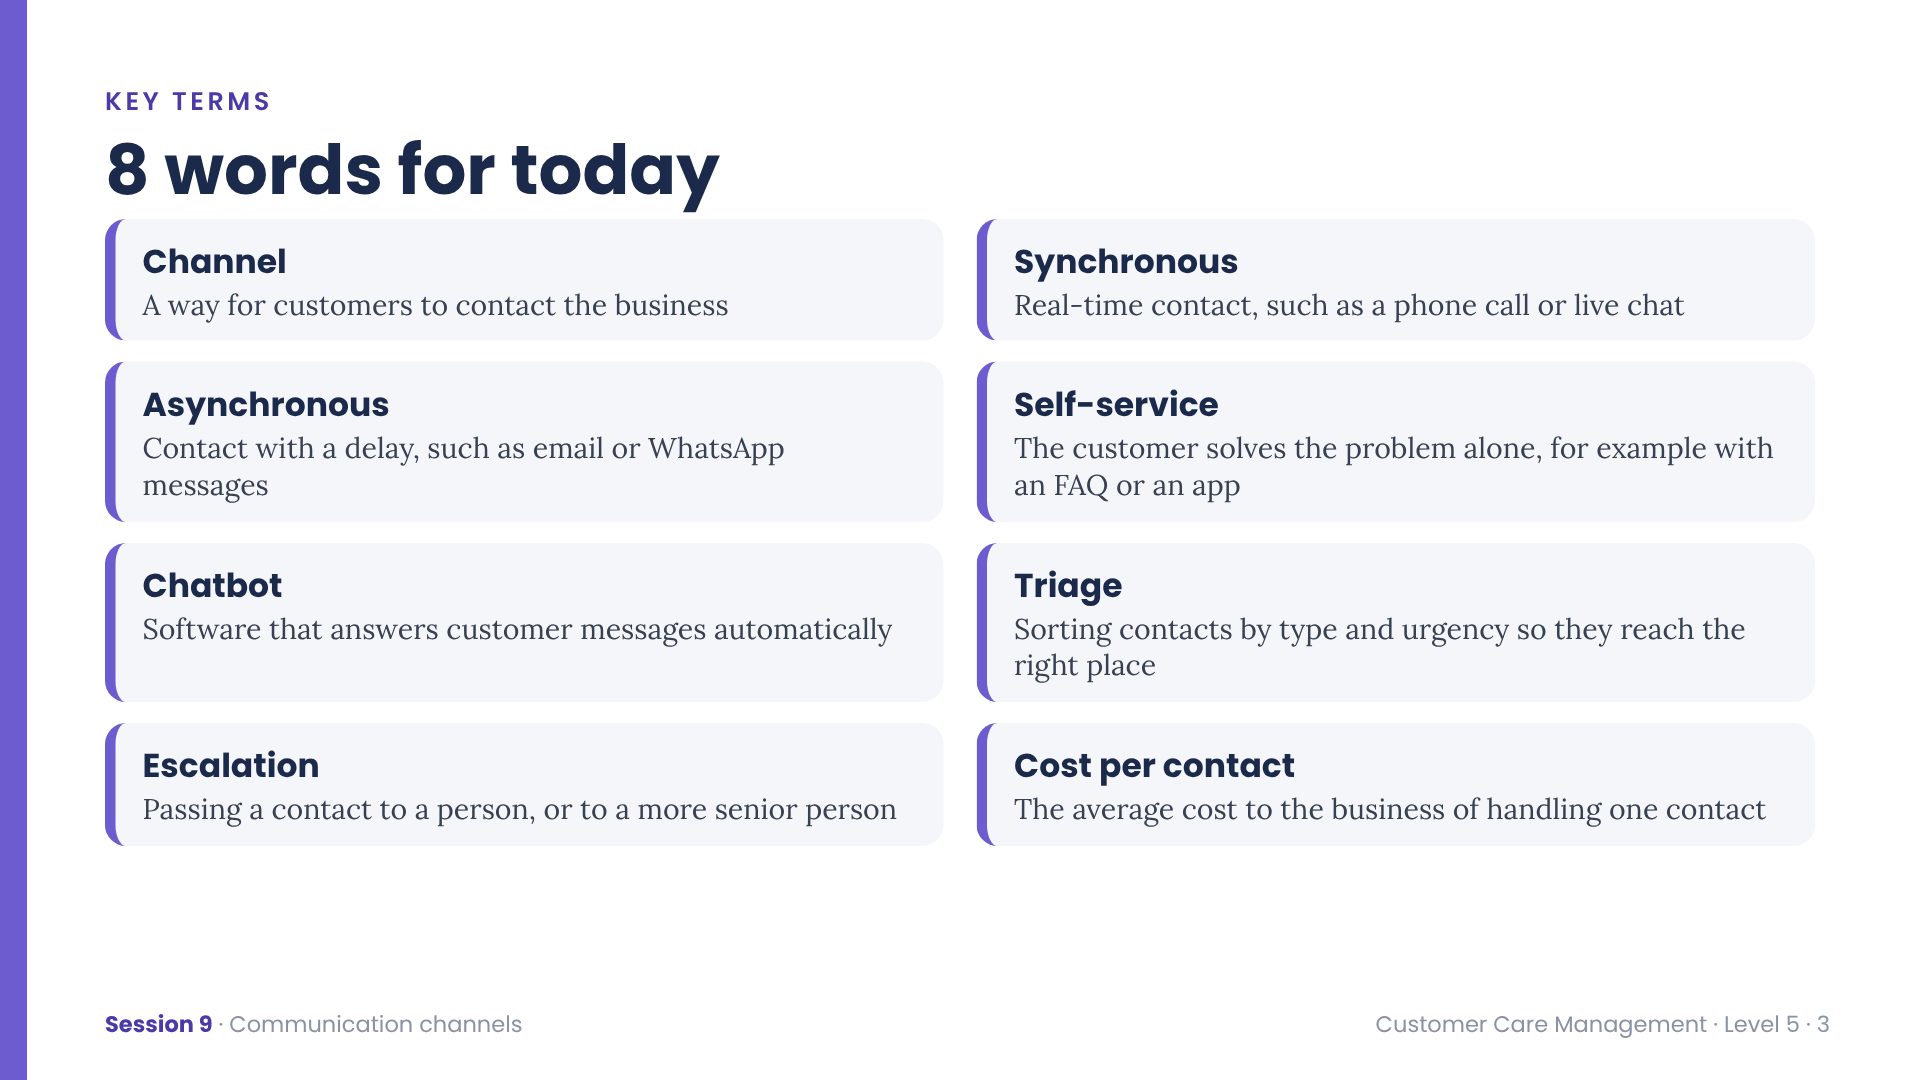 KEY TERMS
8 words for today
Channel
A way for customers to contact the business
Synchronous
Real-time contact, such as a phone call or live chat
Asynchronous
Contact with a delay, such as email or WhatsApp
messages
Self-service
The customer solves the problem alone, for example with
an FAQ or an app
Chatbot
Software that answers customer messages automatically
Triage
Sorting contacts by type and urgency so they reach the
right place
Escalation
Passing a contact to a person, or to a more senior person
Cost per contact
The average cost to the business of handling one contact
Session 9 · Communication channels
Customer Care Management · Level 5 · 3